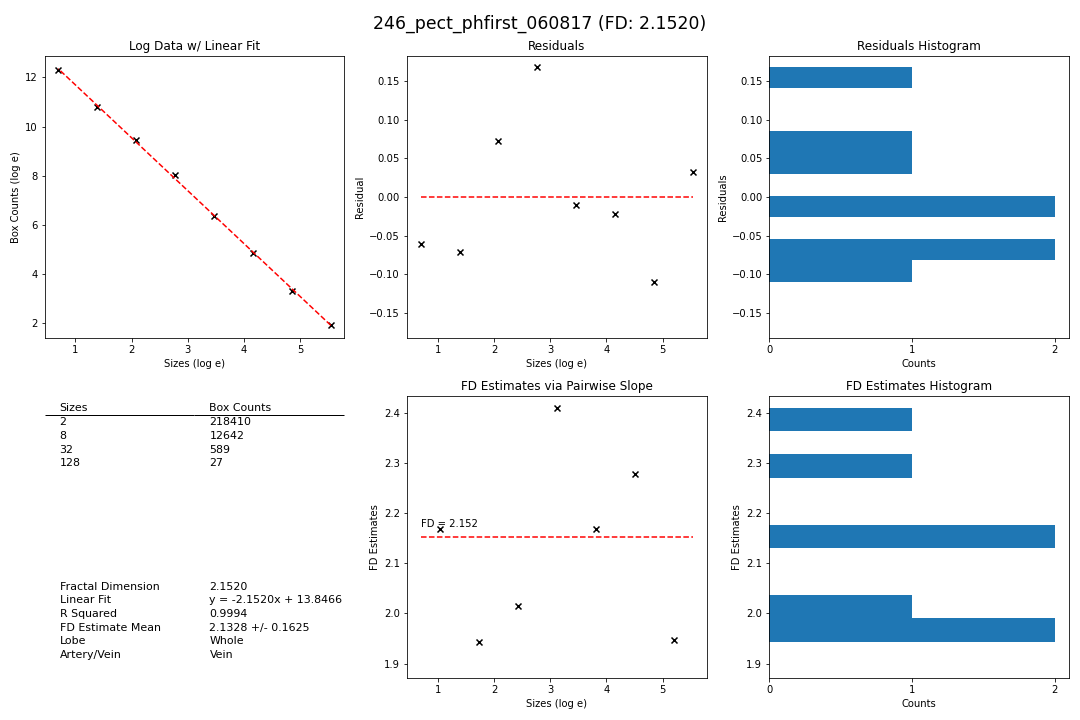 246_pect_phfirst_060817 (FD: 2.1520)
Log Data w/ Linear Fit
Box Counts (log e)
12
10
8
6
4
2
1 2 3 4 5
Sizes (log e)
Residuals
Residual
0.15
0.10
0.05
0.00
−0.05
−0.10
−0.15
1 2 3 4 5
Sizes (log e)
Residuals Histogram
Residuals
0.15
0.10
0.05
0.00
−0.05
−0.10
−0.15
0 1 2
Counts
Sizes Box Counts
2 218410
8 12642
32 589
128 27
Fractal Dimension 2.1520
Linear Fit y = -2.1520x + 13.8466
R Squared 0.9994
FD Estimate Mean 2.1328 +/- 0.1625
Lobe Whole
Artery/Vein Vein
FD Estimates via Pairwise Slope
FD Estimates
2.4
2.3
2.2
2.1
2.0
1.9
FD = 2.152
1 2 3 4 5
Sizes (log e)
FD Estimates Histogram
FD Estimates
2.4
2.3
2.2
2.1
2.0
1.9
0 1 2
Counts